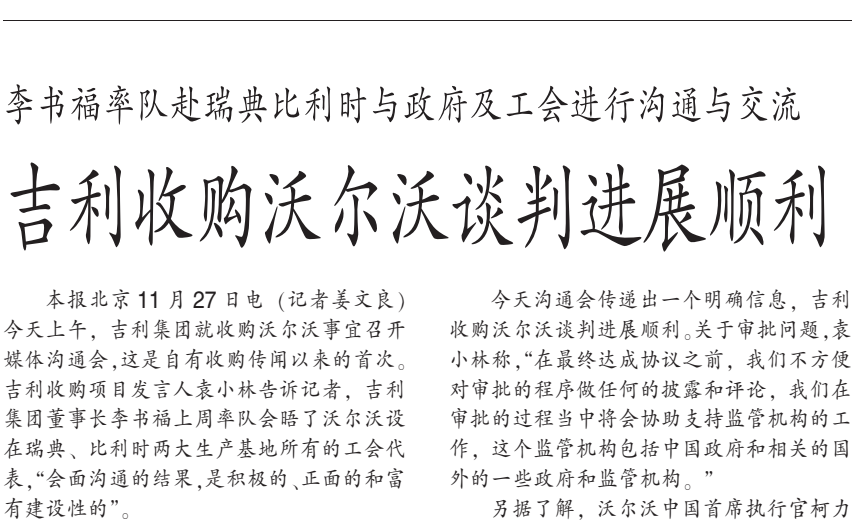 李书福率队赴瑞典比利时与政府及工会进行沟通与交流
吉利收购沃尔沃谈判进展顺利
本报北京11月27日电（记者姜文良）
今天上午，吉利集团就收购沃尔沃事宜召开
媒体沟通会，这是自有收购传闻以来的首次。
吉利收购项目发言人袁小林告诉记者，吉利
集团董事长李书福上周率队会晤了沃尔沃设
在瑞典、比利时两大生产基地所有的工会代
表，“会面沟通的结果，是积极的、正面的和富
有建设性的”。
今天沟通会传递出一个明确信息，吉利
收购沃尔沃谈判进展顺利。关于审批问题，袁
小林称，“在最终达成协议之前，我们不方便
对审批的程序做任何的披露和评论，我们在
审批的过程当中将会协助支持监管机构的工
作，这个监管机构包括中国政府和相关的国
外的一些政府和监管机构。”
另据了解，沃尔沃中国首席执行官柯力